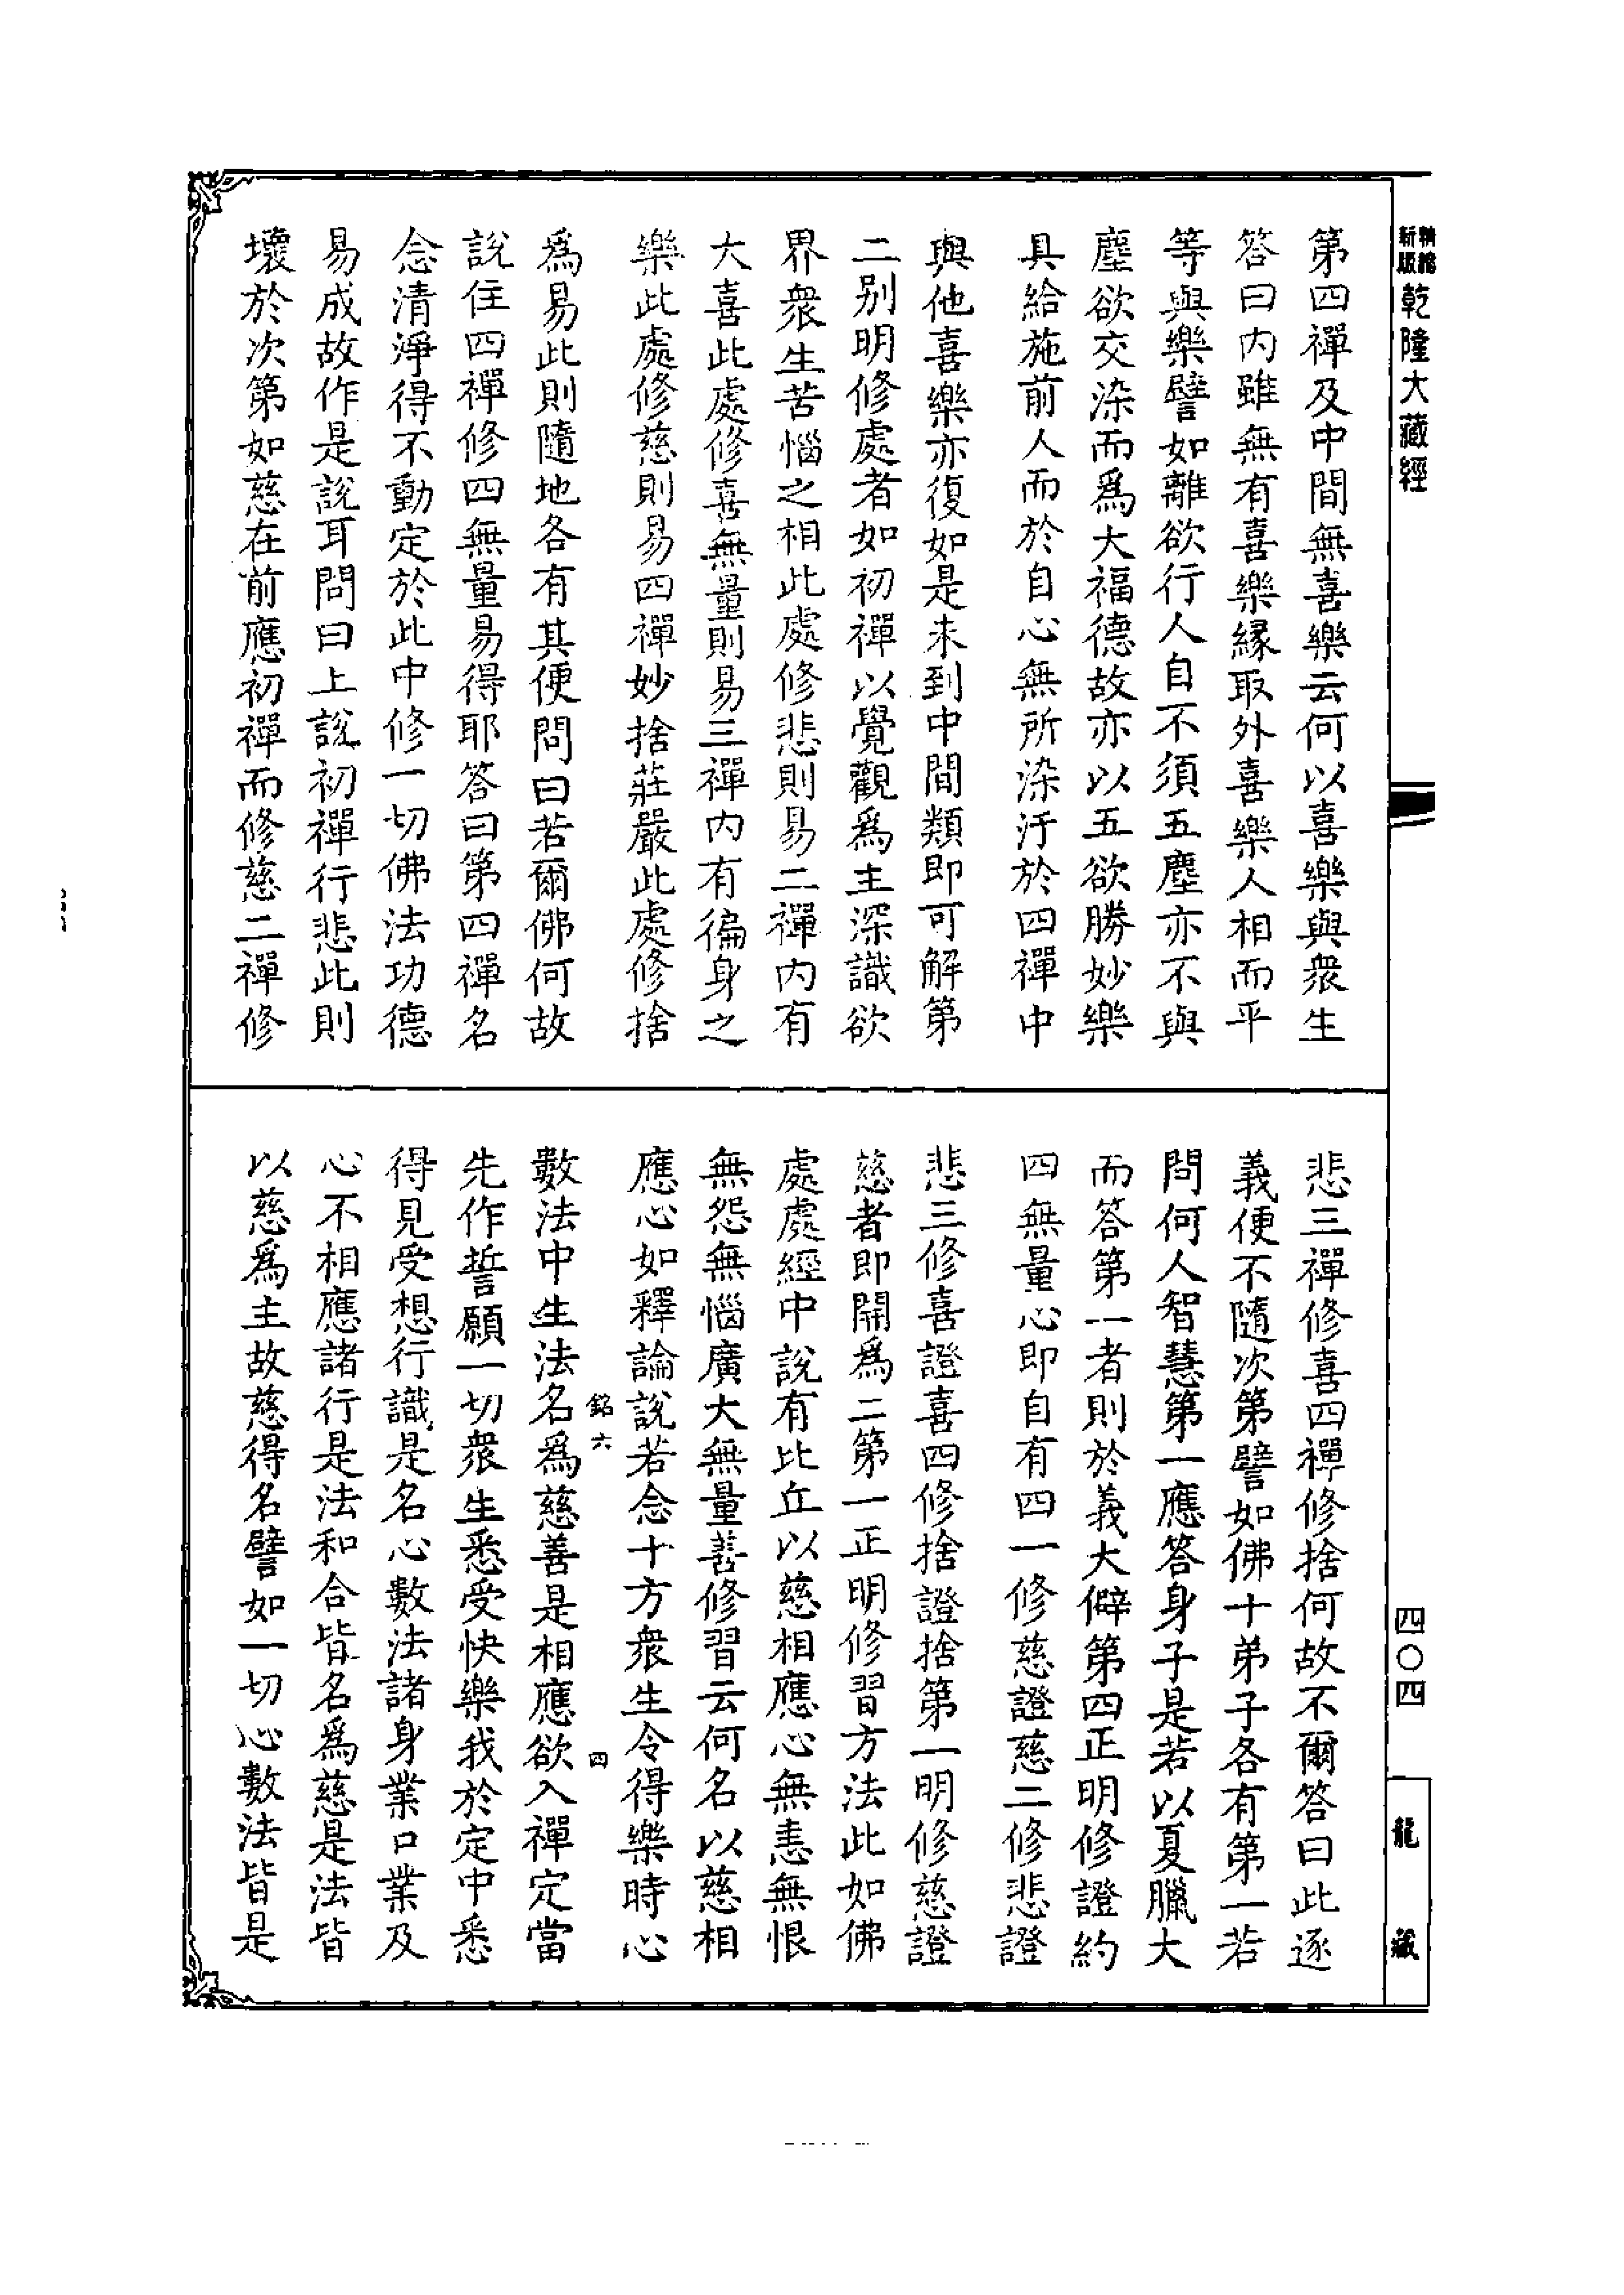 精縮新版 乾隆大藏經
第四禪及中間無喜樂云何以喜樂與衆生
答曰内雖無有喜樂緣取外喜樂人相而平
等與樂譬如離欲行人自不須五塵亦不與
塵欲交染而爲大福德故亦以五欲勝妙樂
具給施前人而於自心無所染汙於四禪中
與他喜樂亦復如是未到中間類即可解第
二别明修處者如初禪以覺觀爲主深識欲
界衆生苦惱之相此處修悲則易二禪内有
大喜此處修喜無量則易三禪内有徧身之
樂此處修慈則易四禪妙捨莊嚴此處修捨
爲易此則隨地各有其便問曰若爾佛何故
說住四禪修四無量易得耶答曰第四禪名
念清淨得不動定於此中修一切佛法功德
易成故作是說耳問曰上說初禪行悲此則
壞於次第如慈在前應初禪而修慈二禪修
悲三禪修喜四禪修捨何故不爾答曰此逐
義便不隨次第譬如佛十弟子各有第一若
問何人智慧第一應答身子是若以夏臘大
而答第一者則於義大僻第四正明修證約
四無量心即自有四一修慈證慈二修悲證
悲三修喜證喜四修捨證捨第一明修慈證
慈者即開爲二第一正明修習方法此如佛
處處經中說有比丘以慈相應心無恚無恨
無怨無惱廣大無量善修習云何名以慈相
應心如釋論說若念十方衆生令得樂時心
銘六 四
數法中生法名爲慈善是相應欲入禪定當
先作誓願一切衆生悉受快樂我於定中悉
得見受想行識是名心數法諸身業口業及
心不相應諸行是法和合皆名爲慈是法皆
以慈爲主故慈得名譬如一切心數法皆是
四〇四
龍藏